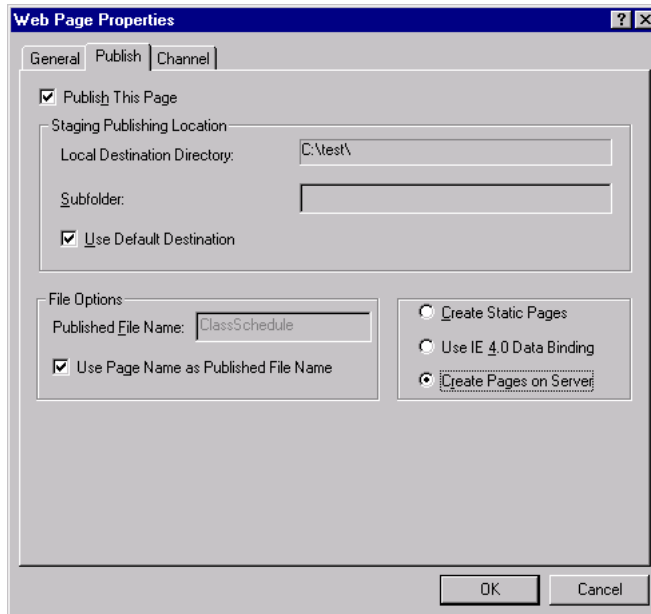 Web Page Properties
General Publish Channel
Publish This Page
Staging Publishing Location
Local Destination Directory: C:\test\
Subfolder:
Use Default Destination
File Options
Published File Name: ClassSchedule
Use Page Name as Published File Name
Create Static Pages
Use IE 4.0 Data Binding
Create Pages on Server
OK Cancel